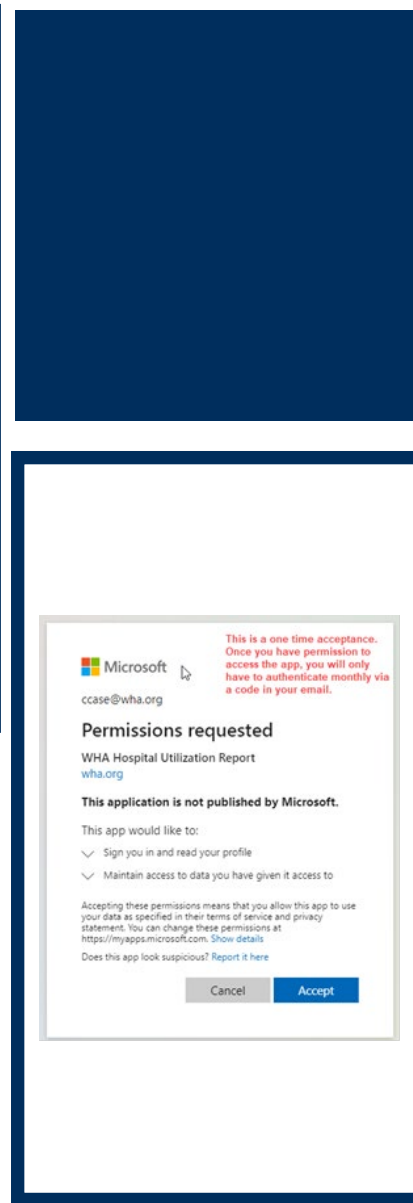 This is a one time acceptance.
Once you have permission to
access the app, you will only
have to authenticate monthly via
a code in your email.
Microsoft
ccase@wha.org
Permissions requested
WHA Hospital Utilization Report
wha.org
This application is not published by Microsoft.
This app would like to:
Sign you in and read your profile
Maintain access to data you have given it access to
Accepting these permissions means that you allow this app to use
your data as specified in their terms of service and privacy
statement. You can change these permissions at
https://myapps.microsoft.com. Show details
Does this app look suspicious? Report it here
Cancel Accept